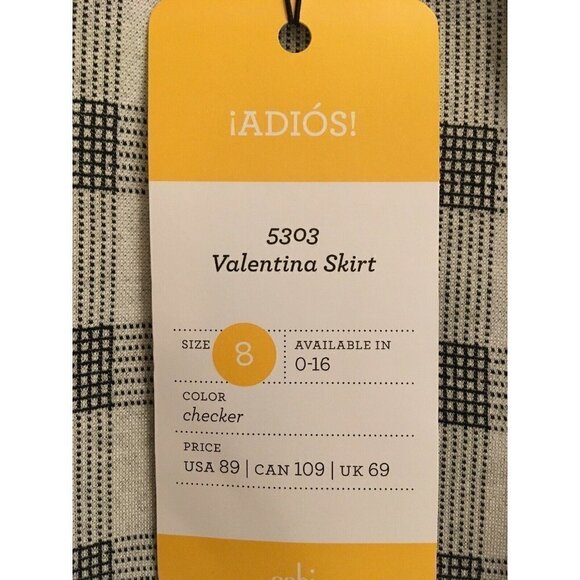 ¡ADIÓS!
5303
Valentina Skirt
SIZE 8 AVAILABLE IN
0-16
COLOR
checker
PRICE
USA 89 | CAN 109 | UK 69